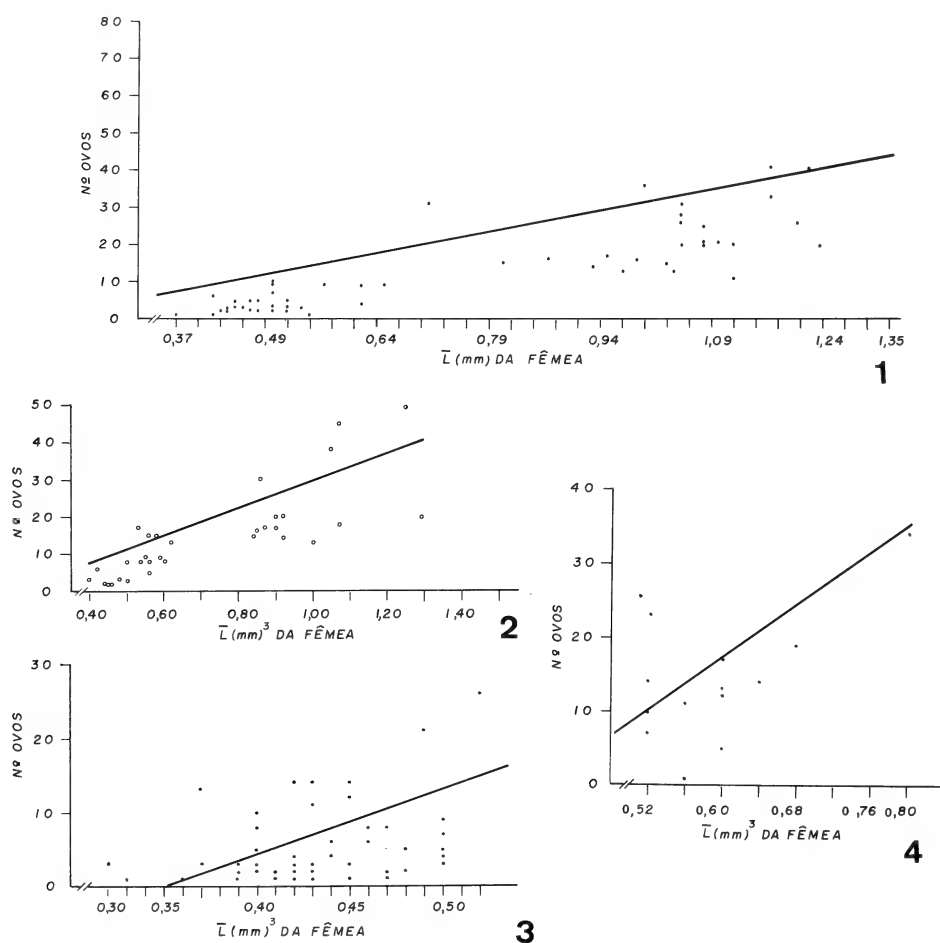 80
70
60
50
40
30
20
10
0
Nº OVOS
0,37 0,49 0,64 0,79 0,94 1,09 1,24 1,35
L̅ (mm) DA FÊMEA
1
50
40
30
20
10
0
Nº OVOS
0,40 0,60 0,80 1,00 1,20 1,40
L̅ (mm)³ DA FÊMEA
2
30
20
10
0
Nº OVOS
0,30 0,35 0,40 0,45 0,50
L̅ (mm)³ DA FÊMEA
3
40
30
20
10
0
Nº OVOS
0,52 0,60 0,68 0,76 0,80
L̅ (mm)³ DA FÊMEA
4